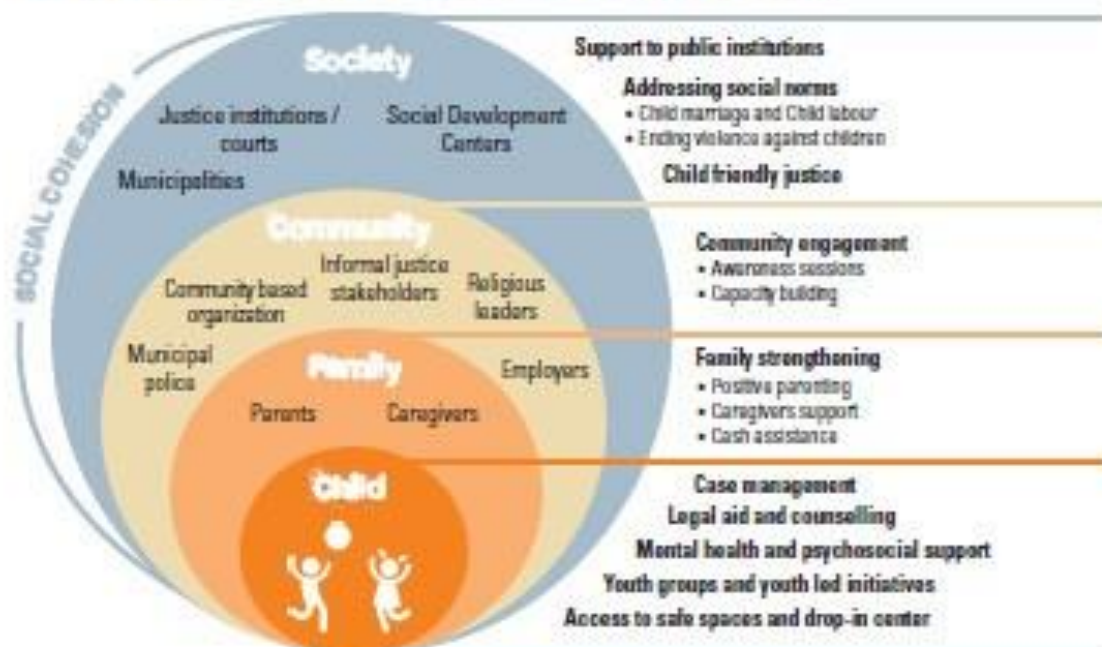 SOCIAL COHESION
Society
Justice institutions /
courts
Social Development
Centers
Municipalities
Community
Community based
organization
Informal justice
stakeholders
Religious
leaders
Municipal
police
Employers
Family
Parents
Caregivers
Child
Support to public institutions
Addressing social norms
• Child marriage and Child labour
• Ending violence against children
Child friendly justice
Community engagement
• Awareness sessions
• Capacity building
Family strengthening
• Positive parenting
• Caregivers support
• Cash assistance
Case management
Legal aid and counselling
Mental health and psychosocial support
Youth groups and youth led initiatives
Access to safe spaces and drop-in center